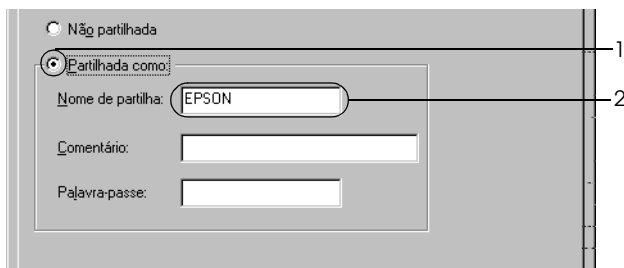 Não partilhada
1
Partilhada como:
Nome de partilha: EPSON
2
Comentário:
Palavra-passe: